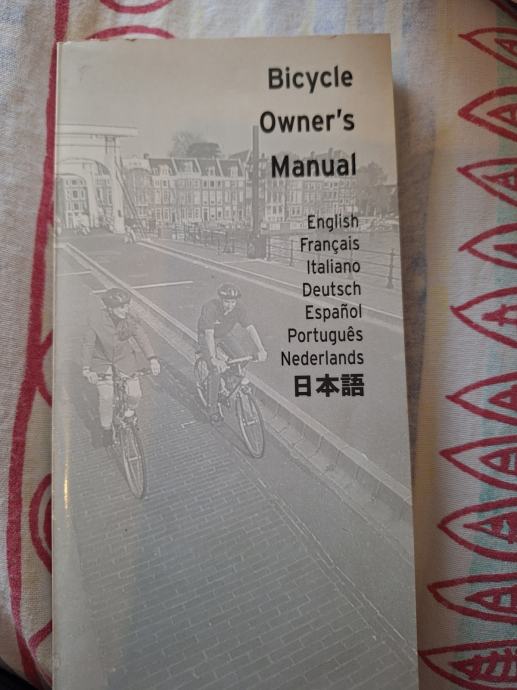 Bicycle
Owner's
Manual
English
Français
Italiano
Deutsch
Español
Português
Nederlands
日本語